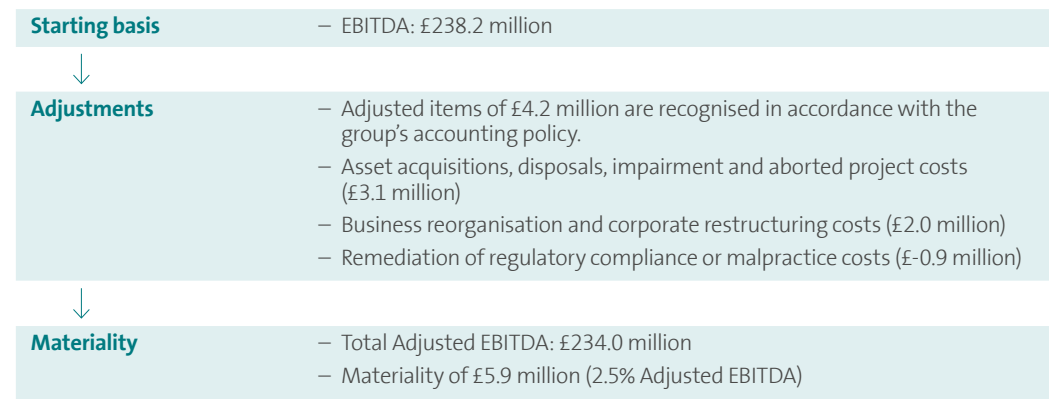 Starting basis – EBITDA: £238.2 million
Adjustments – Adjusted items of £4.2 million are recognised in accordance with the
group’s accounting policy.
– Asset acquisitions, disposals, impairment and aborted project costs
(£3.1 million)
– Business reorganisation and corporate restructuring costs (£2.0 million)
– Remediation of regulatory compliance or malpractice costs (£-0.9 million)
Materiality – Total Adjusted EBITDA: £234.0 million
– Materiality of £5.9 million (2.5% Adjusted EBITDA)